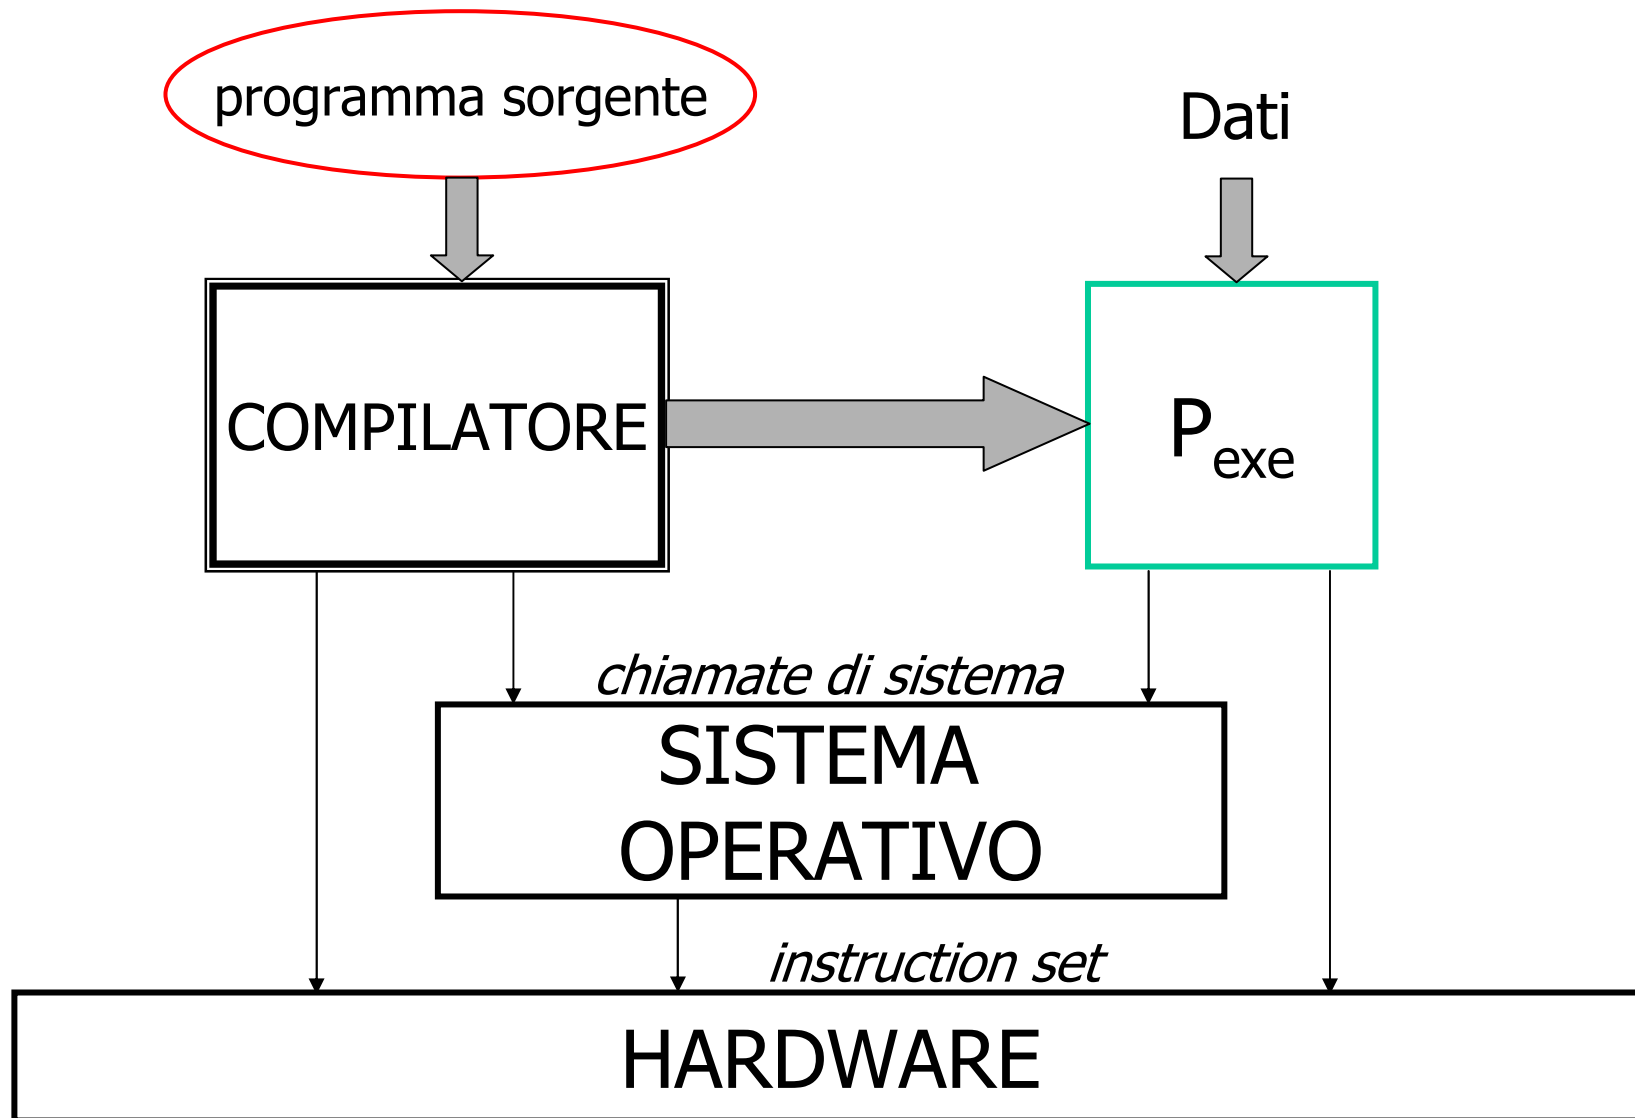 programma sorgente
Dati
COMPILATORE
Pexe
chiamate di sistema
SISTEMA
OPERATIVO
instruction set
HARDWARE